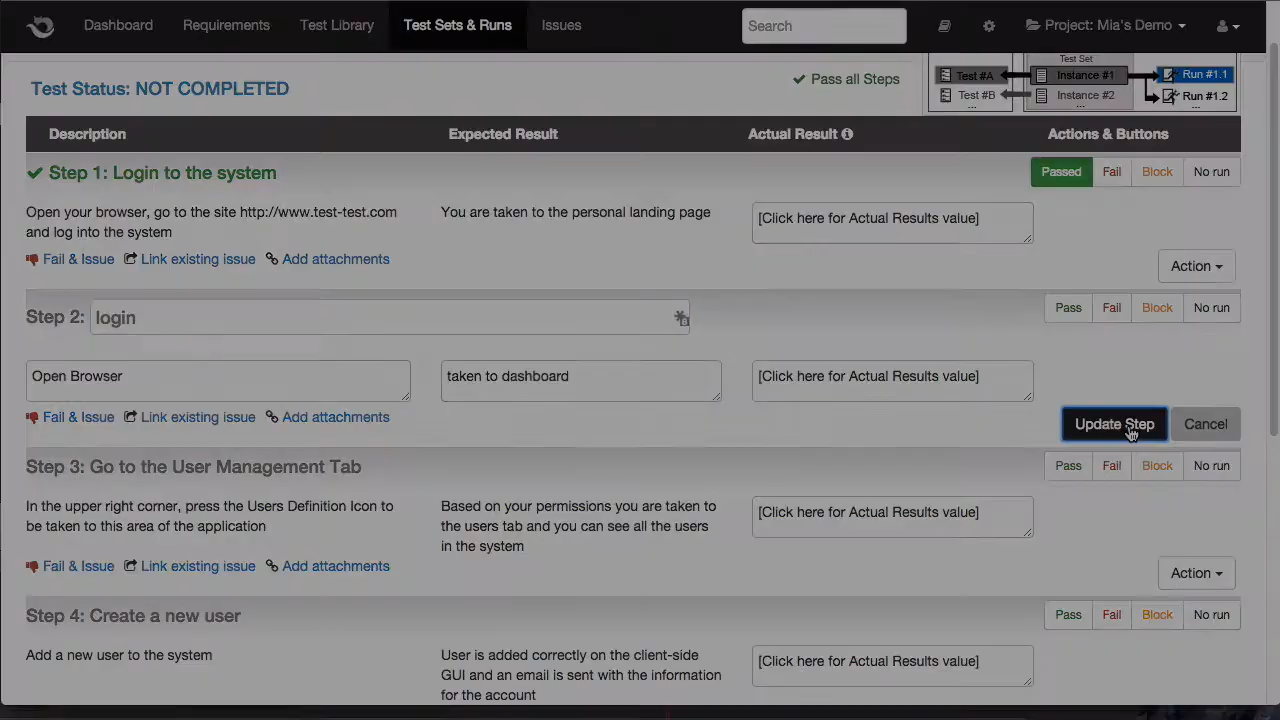 Dashboard Requirements Test Library Test Sets & Runs Issues Search Project: Mia's Demo
Test Status: NOT COMPLETED
Pass all Steps
Test Set
Test #A Instance #1 Run #1.1
Test #B Instance #2 Run #1.2
... ... ...
Description Expected Result Actual Result Actions & Buttons
Step 1: Login to the system Passed Fail Block No run
Open your browser, go to the site http://www.test-test.com You are taken to the personal landing page [Click here for Actual Results value]
and log into the system
Fail & Issue Link existing issue Add attachments Action
Step 2: login Pass Fail Block No run
Open Browser taken to dashboard [Click here for Actual Results value]
Fail & Issue Link existing issue Add attachments Update Step Cancel
Step 3: Go to the User Management Tab Pass Fail Block No run
In the upper right corner, press the Users Definition Icon to Based on your permissions you are taken to [Click here for Actual Results value]
be taken to this area of the application the users tab and you can see all the users
in the system
Fail & Issue Link existing issue Add attachments Action
Step 4: Create a new user Pass Fail Block No run
Add a new user to the system User is added correctly on the client-side [Click here for Actual Results value]
GUI and an email is sent with the information
for the account